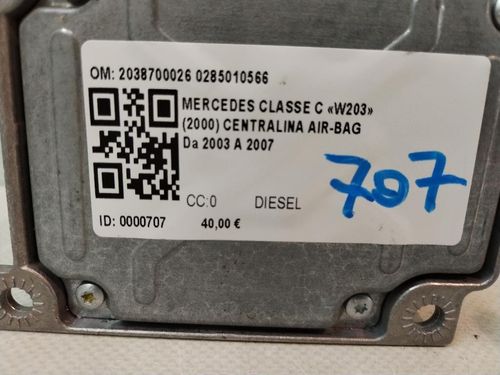 OM: 2038700026 0285010566
MERCEDES CLASSE C «W203»
(2000) CENTRALINA AIR-BAG
Da 2003 A 2007
707
CC:0 DIESEL
ID: 0000707 40,00 €